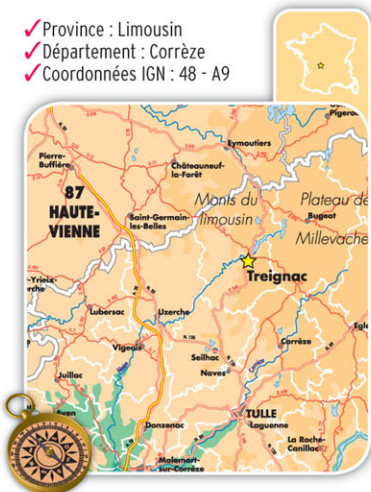 ✓Province : Limousin
✓Département : Corrèze
✓Coordonnées IGN : 48 - A9
Eymoutiers
Pierre-
Buffière
Châteauneuf-
la-Forêt
87
HAUTE-
VIENNE
Monts du
limousin
Plateau de
Millevache
Bugeat
Saint-Germain-
les-Belles
Treignac
-Yrieix-
Lubersac
Uzerche
Vigeois
Seilhac
Corrèze
Egle
Juillac
Naves
TULLE
Laguenne
Donzenac
La Roche-
Canillac
Malemort-
sur-Corrèze